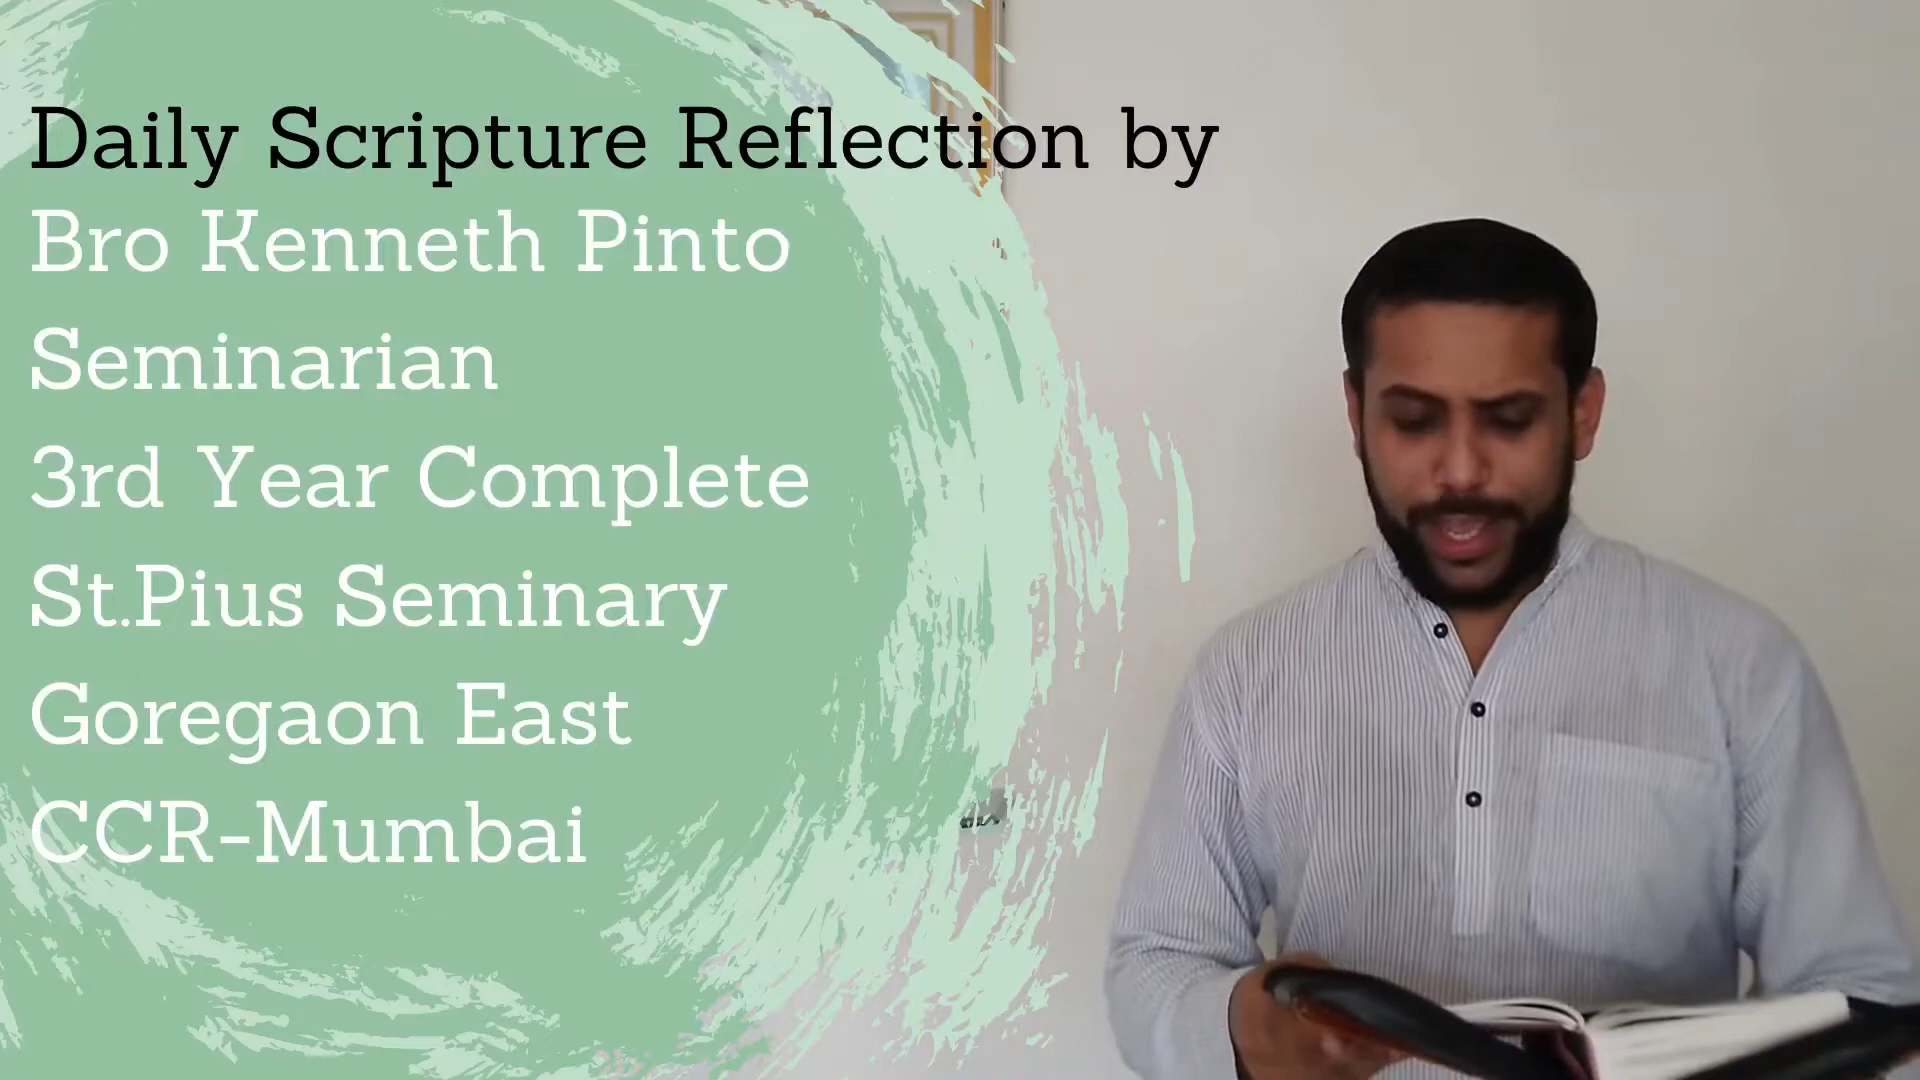 Daily Scripture Reflection by
Bro Kenneth Pinto
Seminarian
3rd Year Complete
St.Pius Seminary
Goregaon East
CCR-Mumbai